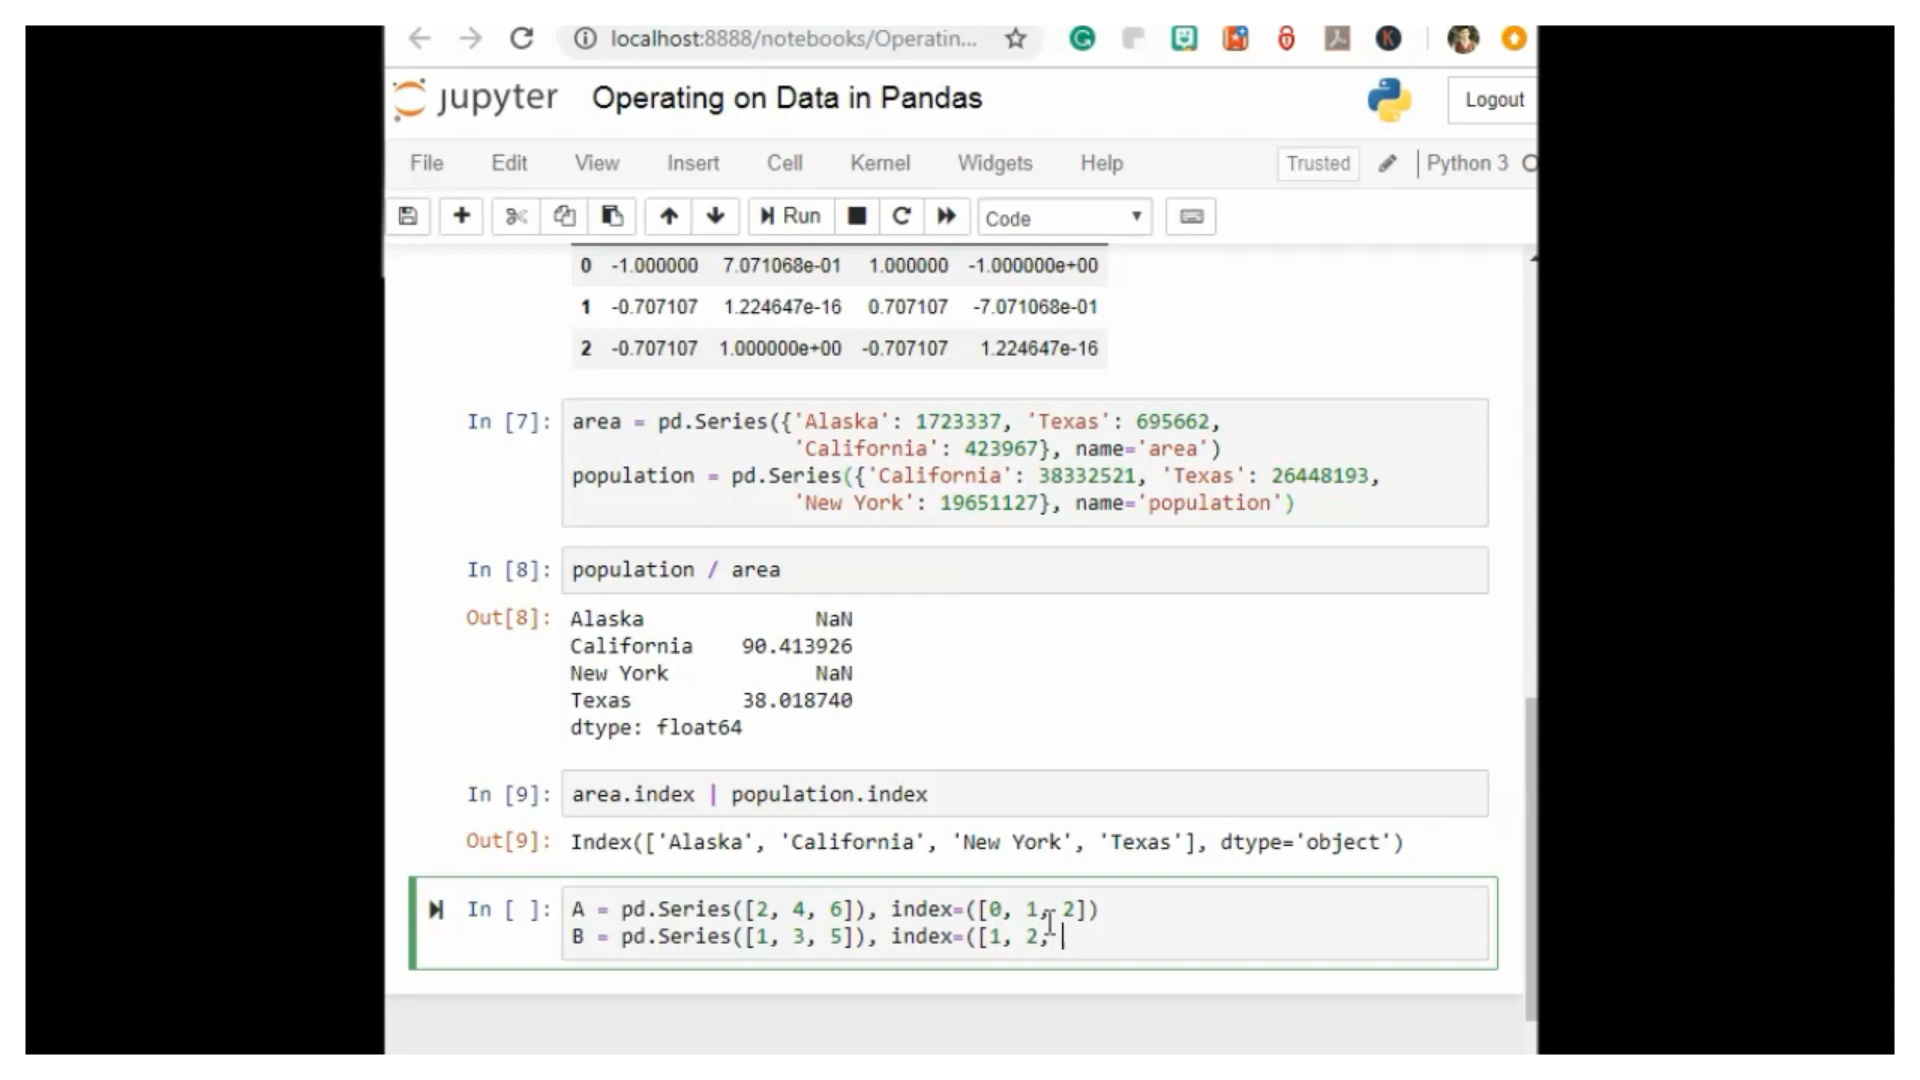 localhost:8888/notebooks/Operatin...
jupyter Operating on Data in Pandas Logout
File Edit View Insert Cell Kernel Widgets Help Trusted Python 3
Run Code
0 -1.000000 7.071068e-01 1.000000 -1.000000e+00
1 -0.707107 1.224647e-16 0.707107 -7.071068e-01
2 -0.707107 1.000000e+00 -0.707107 1.224647e-16
In [7]: area = pd.Series({'Alaska': 1723337, 'Texas': 695662,
'California': 423967}, name='area')
population = pd.Series({'California': 38332521, 'Texas': 26448193,
'New York': 19651127}, name='population')
In [8]: population / area
Out[8]: Alaska NaN
California 90.413926
New York NaN
Texas 38.018740
dtype: float64
In [9]: area.index | population.index
Out[9]: Index(['Alaska', 'California', 'New York', 'Texas'], dtype='object')
In [ ]: A = pd.Series([2, 4, 6]), index=([0, 1, 2])
B = pd.Series([1, 3, 5]), index=([1, 2,